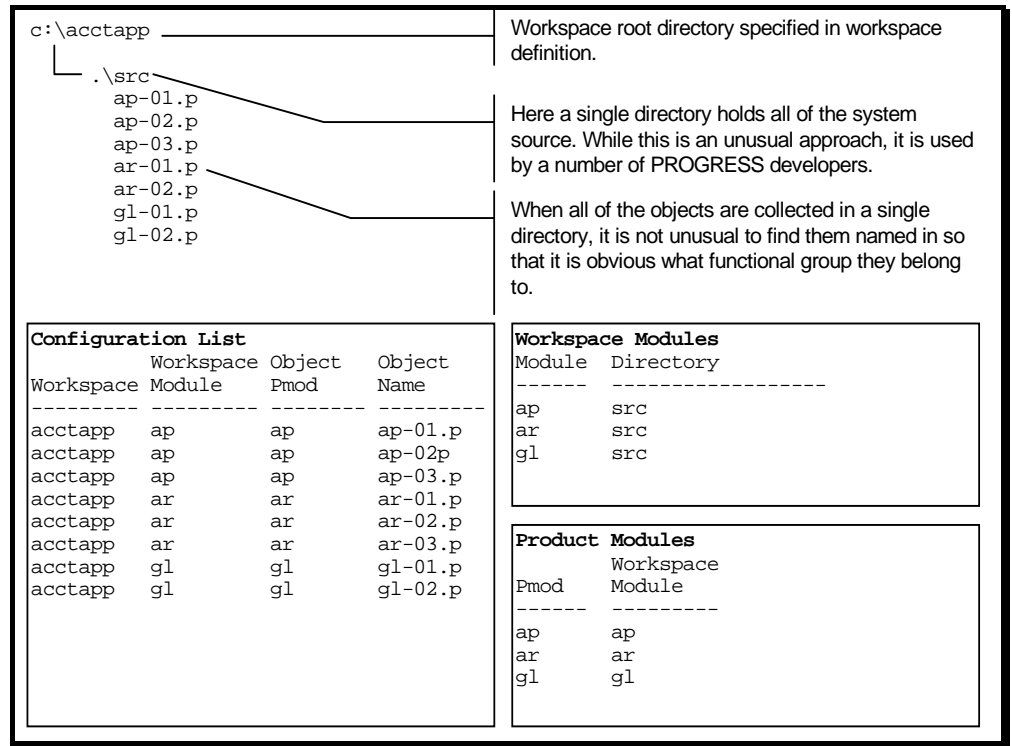 c:\acctapp
.\src
ap-01.p
ap-02.p
ap-03.p
ar-01.p
ar-02.p
gl-01.p
gl-02.p
Workspace root directory specified in workspace
definition.
Here a single directory holds all of the system
source. While this is an unusual approach, it is used
by a number of PROGRESS developers.
When all of the objects are collected in a single
directory, it is not unusual to find them named in so
that it is obvious what functional group they belong
to.
Configuration List
Workspace Object Object
Workspace Module Pmod Name
--------- --------- -------- ---------
acctapp ap ap ap-01.p
acctapp ap ap ap-02p
acctapp ap ap ap-03.p
acctapp ar ar ar-01.p
acctapp ar ar ar-02.p
acctapp ar ar ar-03.p
acctapp gl gl gl-01.p
acctapp gl gl gl-02.p
Workspace Modules
Module Directory
------ ------------------
ap src
ar src
gl src
Product Modules
Workspace
Pmod Module
------ ---------
ap ap
ar ar
gl gl